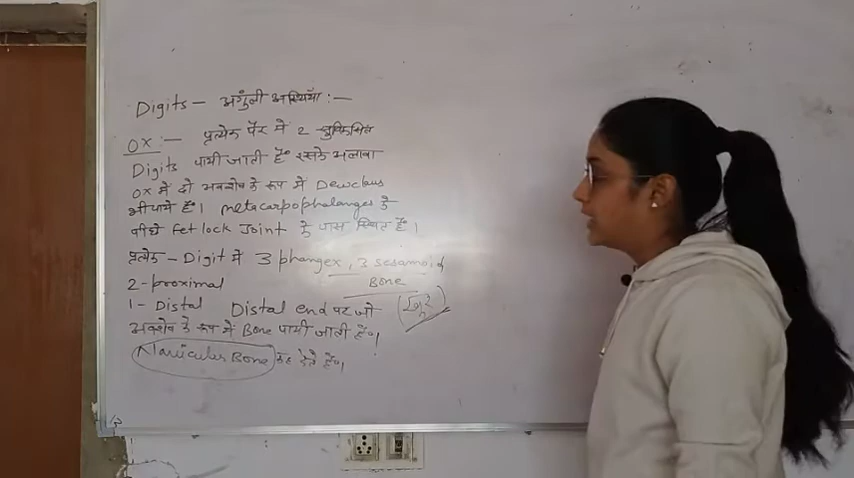 Digits - अगुंली अस्थियाँ :-
OX :- प्रत्येक पैर मे 2 सुविकसित
Digits पायी जाती हैं इसके अलावा
OX में दो अवशेष के रूप में Dewclaws
भी पाये हैं। metacarpophalanges के
पीछे Fetlock Joint के पास स्थित हैं।
प्रत्येक - Digit में 3 phangex, 3 sesamoid
Bone
2 - proximal
1 - Distal Distal end पर जो
अवशेष के रूप में Bone पायी जाती हैं।
Navicular Bone कह देते हैं।